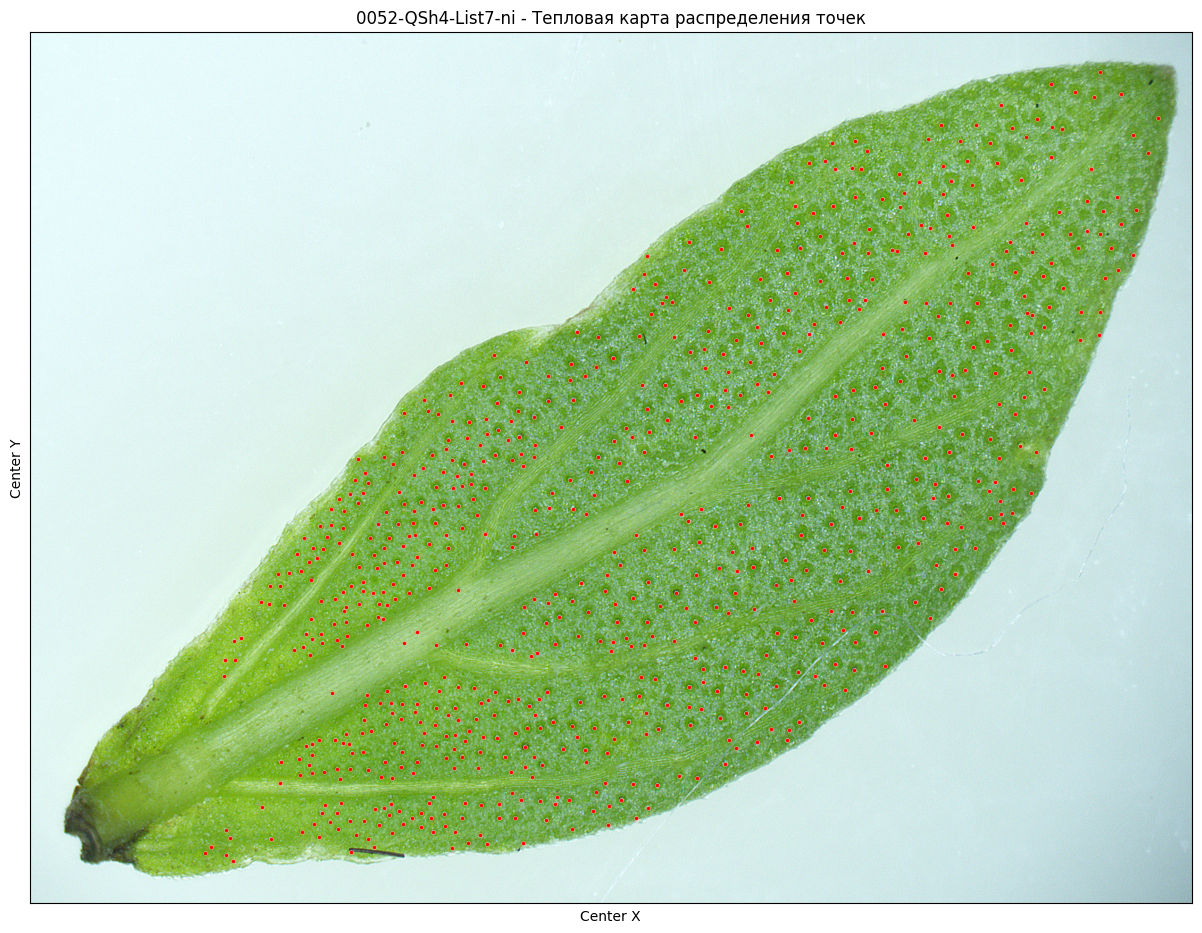 0052-QSh4-List7-ni - Тепловая карта распределения точек
Center Y
Center X